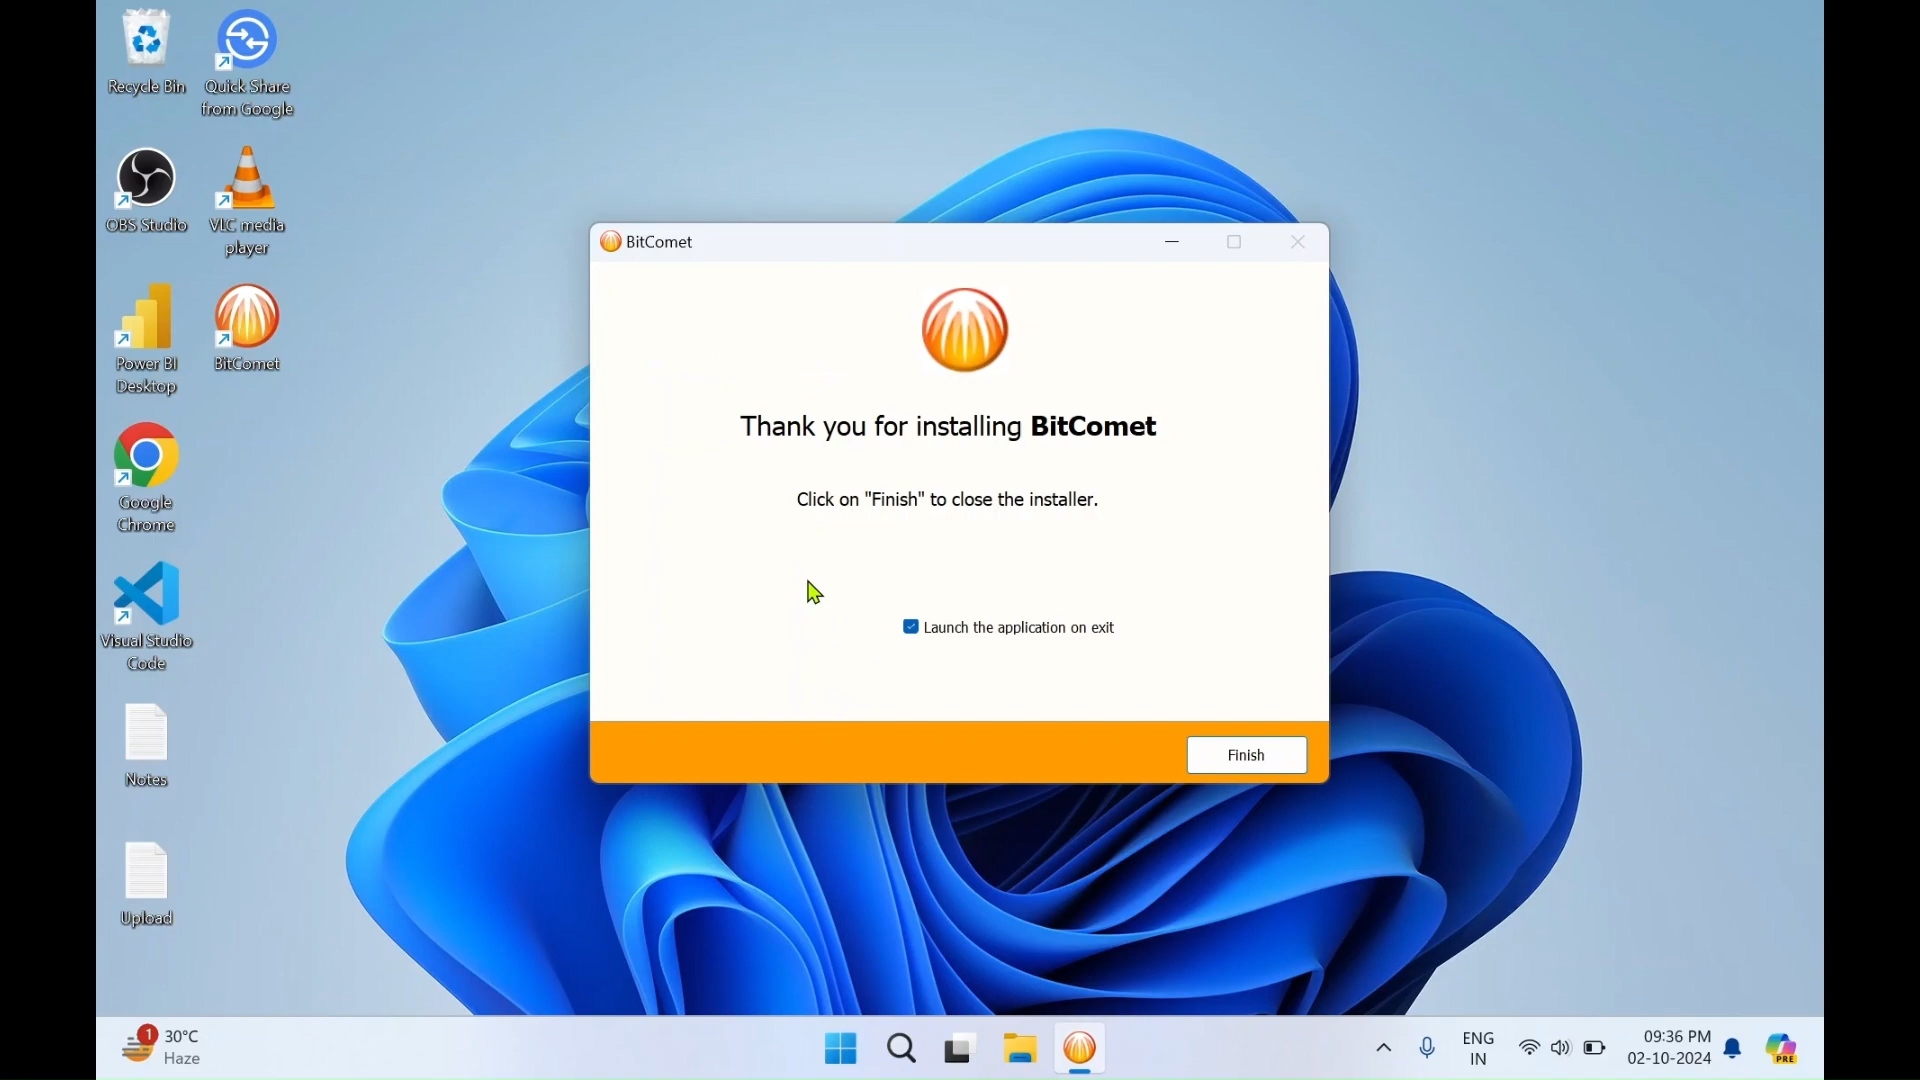 Recycle Bin
Quick Share
from Google
OBS Studio
VLC media
player
Power BI
Desktop
BitComet
Google
Chrome
Visual Studio
Code
Notes
Upload
BitComet
Thank you for installing BitComet
Click on "Finish" to close the installer.
Launch the application on exit
Finish
1
30°C
Haze
ENG
IN
09:36 PM
02-10-2024
PRE